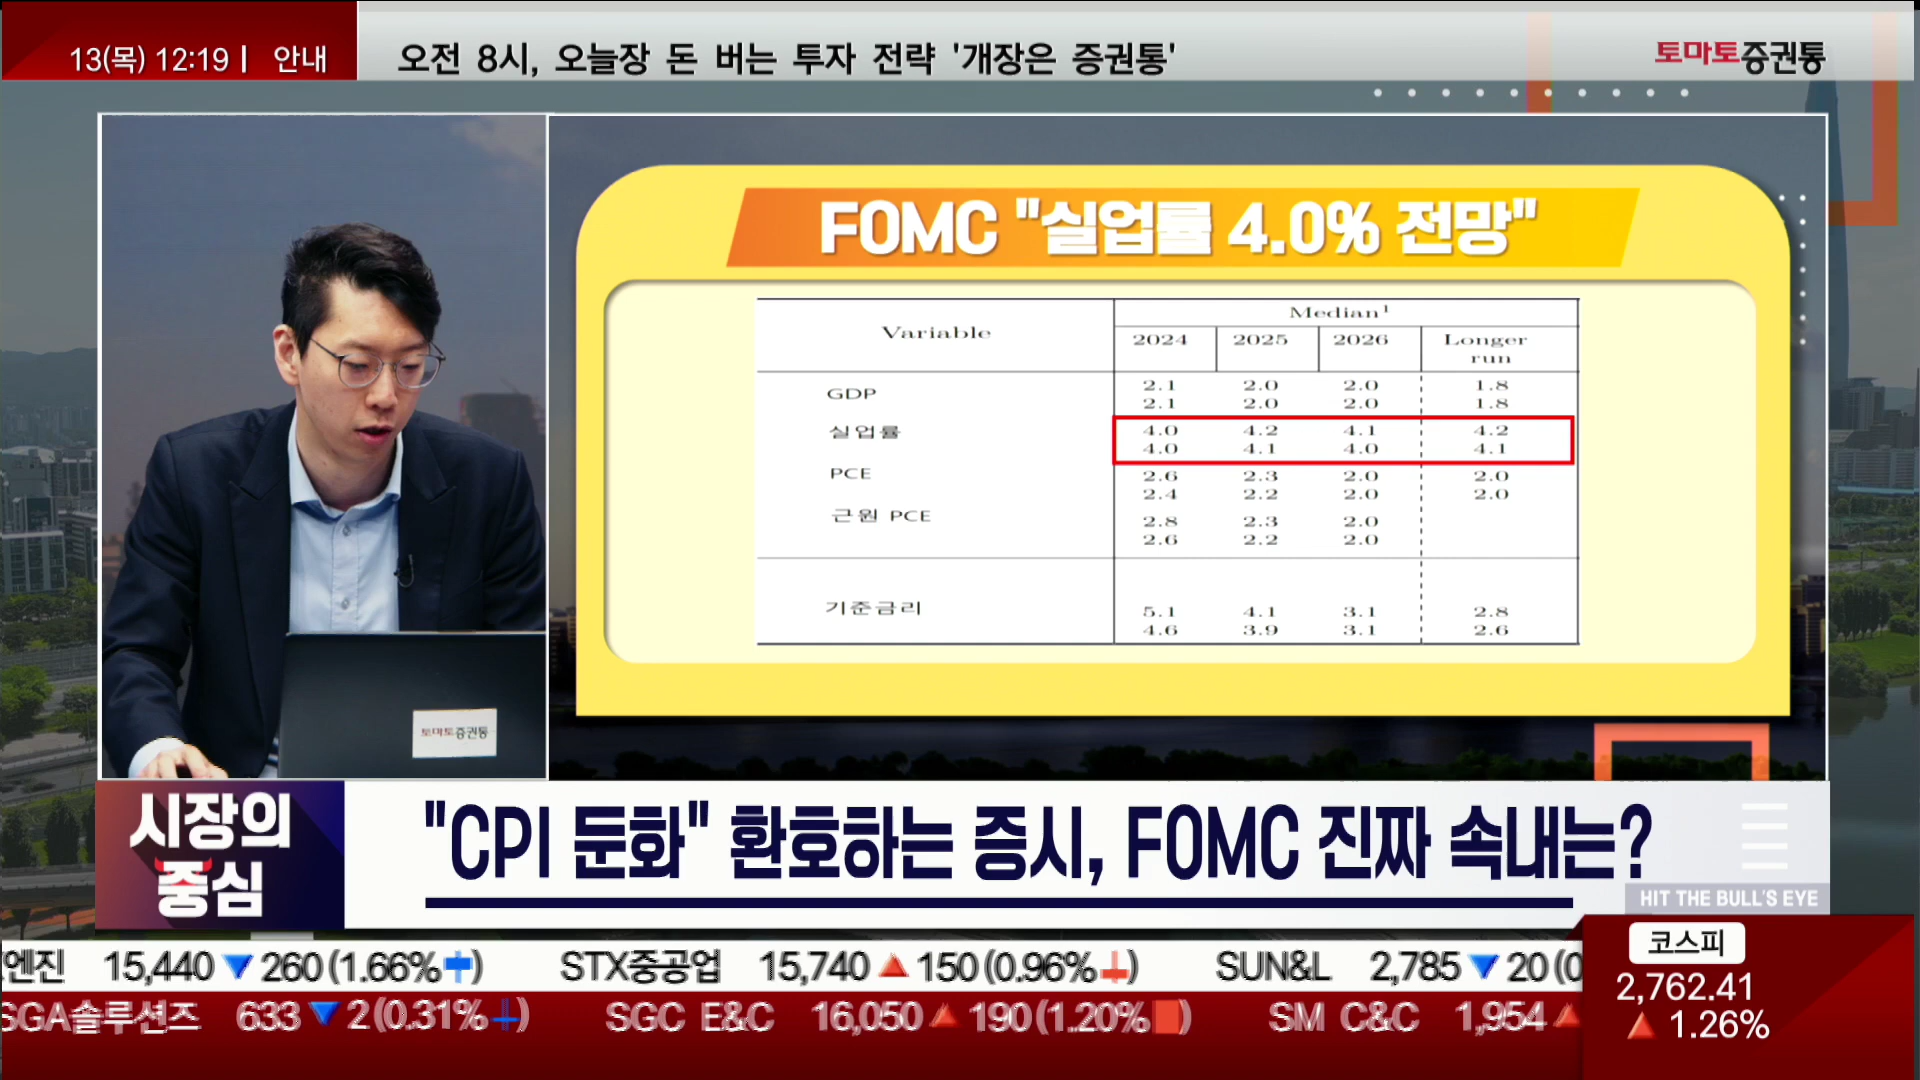 13(목) 12:19 | 안내
오전 8시, 오늘장 돈 버는 투자 전략 '개장은 증권통'
토마토증권통
FOMC "실업률 4.0% 전망"
Variable
Median¹
2024 2025 2026 Longer run
GDP
2.1 2.0 2.0 1.8
2.1 2.0 2.0 1.8
실업률
4.0 4.2 4.1 4.2
4.0 4.1 4.0 4.1
PCE
2.6 2.3 2.0 2.0
2.4 2.2 2.0 2.0
근원 PCE
2.8 2.3 2.0
2.6 2.2 2.0
기준금리
5.1 4.1 3.1 2.8
4.6 3.9 3.1 2.6
토마토증권통
시장의
중심
"CPI 둔화" 환호하는 증시, FOMC 진짜 속내는?
HIT THE BULL'S EYE
엔진 15,440 ▼ 260 (1.66%) STX중공업 15,740 ▲ 150 (0.96%) SUN&L 2,785 ▼ 20 (0
SGA솔루션즈 633 ▼ 2 (0.31%) SGC E&C 16,050 ▲ 190 (1.20%) SM C&C 1,954 ▲
코스피
2,762.41
▲ 1.26%